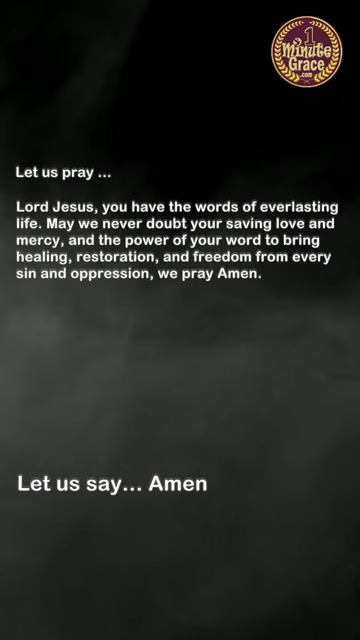 1
Minute
Grace
.com
Let us pray ...
Lord Jesus, you have the words of everlasting
life. May we never doubt your saving love and
mercy, and the power of your word to bring
healing, restoration, and freedom from every
sin and oppression, we pray Amen.
Let us say... Amen